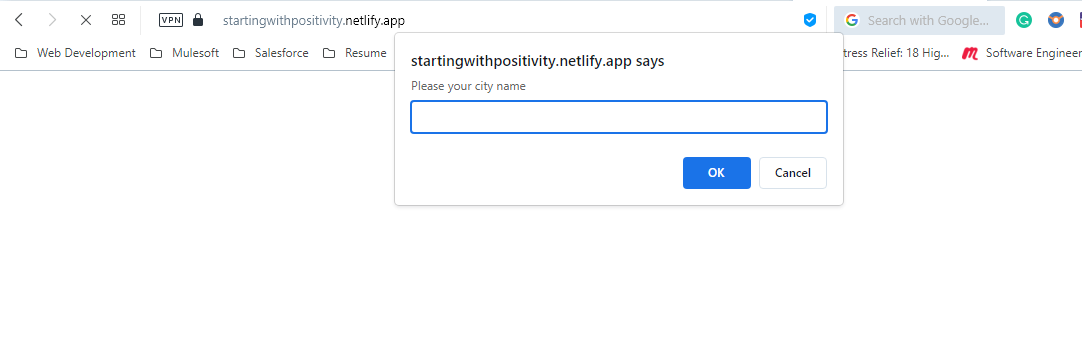 VPN startingwithpositivity.netlify.app Search with Google...
Web Development Mulesoft Salesforce Resume tress Relief: 18 Hig... Software Engineer
startingwithpositivity.netlify.app says
Please your city name
OK Cancel